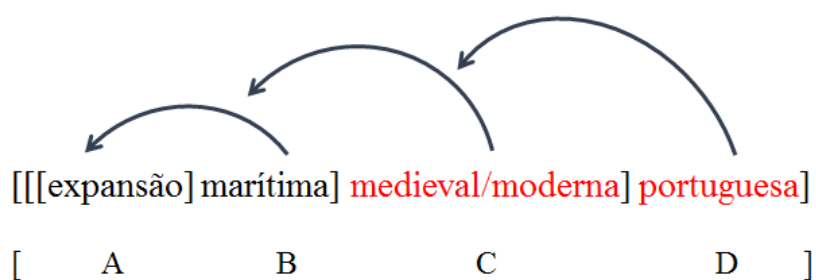 [[[expansão] marítima] medieval/moderna] portuguesa]
[ A B C D ]